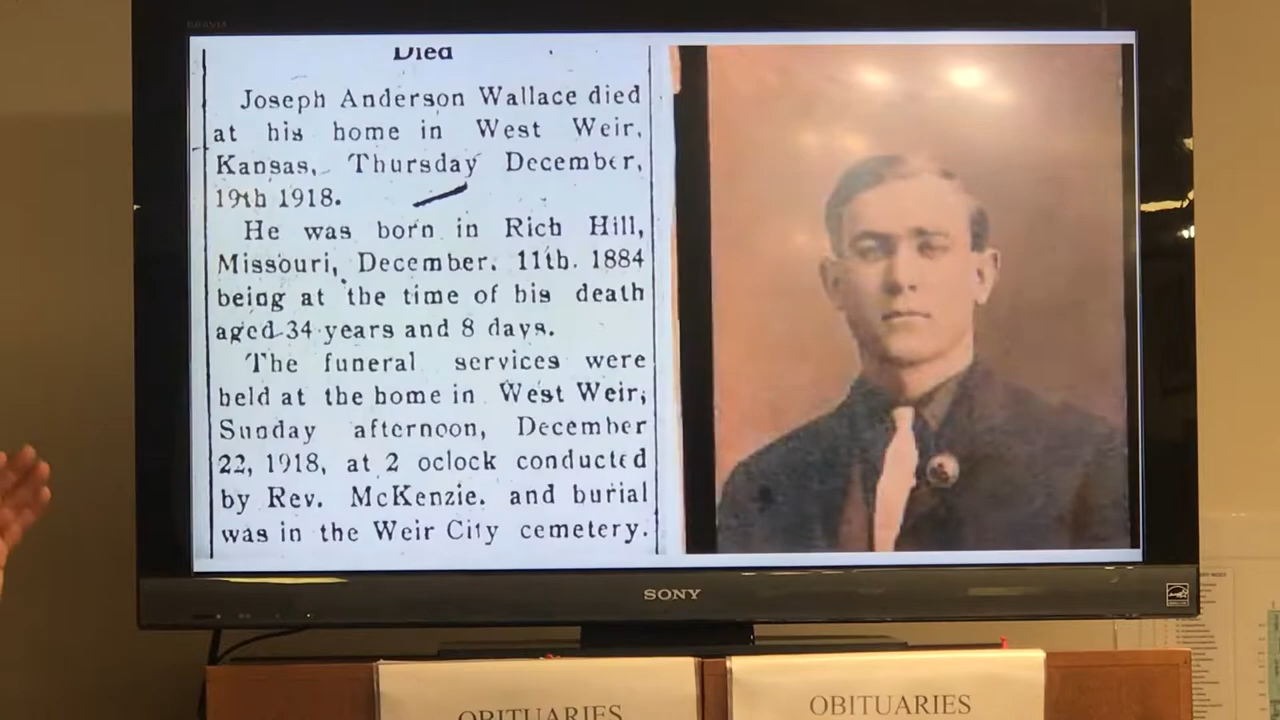 BRAVIA
Died
Joseph Anderson Wallace died
at his home in West Weir,
Kansas, Thursday December,
19th 1918.
He was born in Rich Hill,
Missouri, December. 11th. 1884
being at the time of his death
aged 34 years and 8 days.
The funeral services were
held at the home in West Weir,
Sunday afternoon, December
22, 1918, at 2 oclock conducted
by Rev. McKenzie. and burial
was in the Weir City cemetery.
SONY
OBITUARIES
OBITUARIES